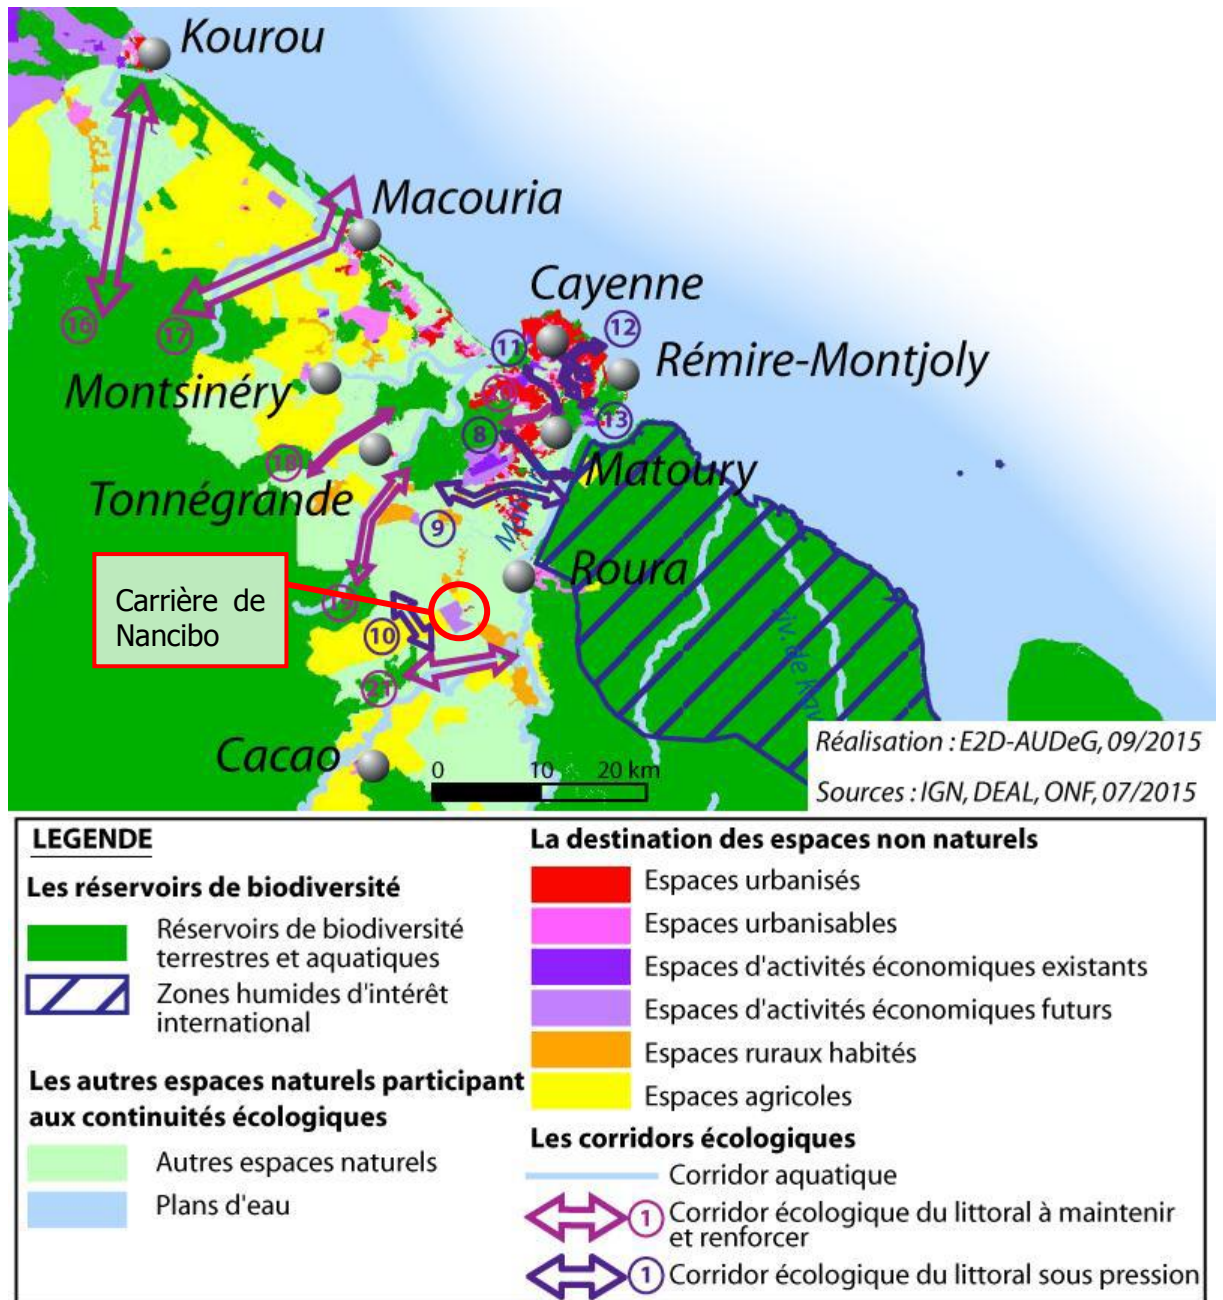 Kourou
Macouria
Cayenne
16
17
11
12
Rémire-Montjoly
Montsinéry
13
8
18
Matoury
Tonnégrande
9
Roura
Carrière de
Nancibo
19
10
21
Cacao
0 10 20 km
Réalisation : E2D-AUDeG, 09/2015
Sources : IGN, DEAL, ONF, 07/2015
LEGENDE
Les réservoirs de biodiversité
Réservoirs de biodiversité
terrestres et aquatiques
Zones humides d'intérêt
international
Les autres espaces naturels participant
aux continuités écologiques
Autres espaces naturels
Plans d'eau
La destination des espaces non naturels
Espaces urbanisés
Espaces urbanisables
Espaces d'activités économiques existants
Espaces d'activités économiques futurs
Espaces ruraux habités
Espaces agricoles
Les corridors écologiques
Corridor aquatique
1 Corridor écologique du littoral à maintenir
et renforcer
1 Corridor écologique du littoral sous pression